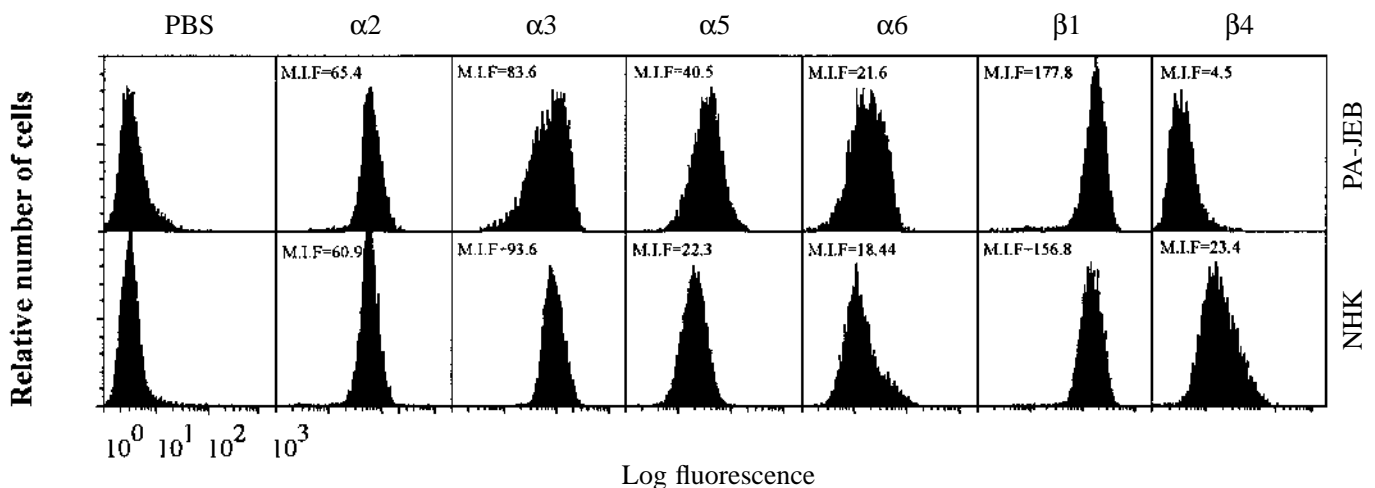 PBS α2 α3 α5 α6 β1 β4
Relative number of cells
M.I.F=65.4 M.I.F=83.6 M.I.F=40.5 M.I.F=21.6 M.I.F=177.8 M.I.F=4.5
PA-JEB
M.I.F=60.9 M.I.F=93.6 M.I.F=22.3 M.I.F=18.44 M.I.F=156.8 M.I.F=23.4
NHK
10⁰ 10¹ 10² 10³
Log fluorescence